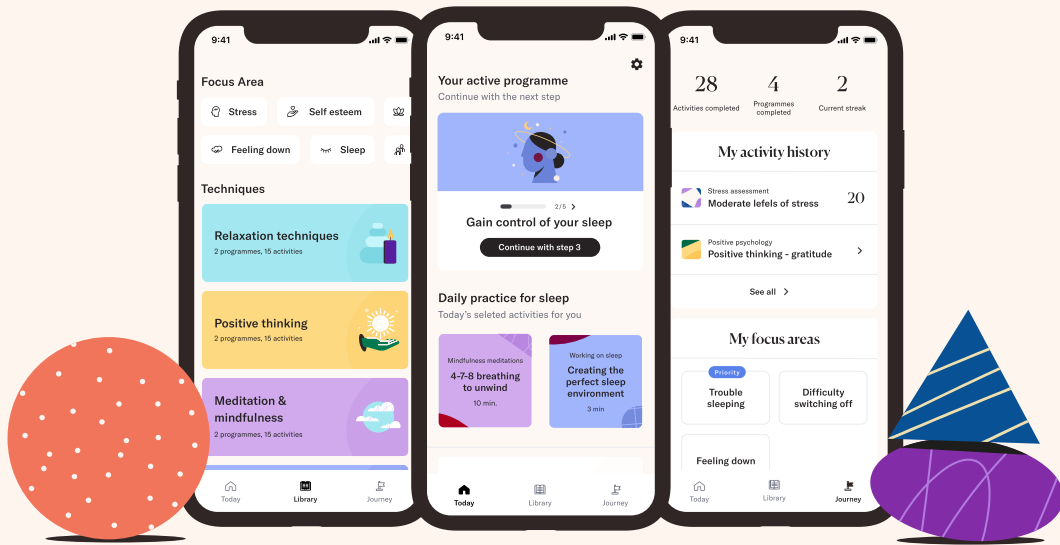 9:41
Focus Area
Stress
Self esteem
Feeling down
Sleep
Techniques
Relaxation techniques
2 programmes, 15 activities
Positive thinking
2 programmes, 15 activities
Meditation &
mindfulness
2 programmes, 15 activities
Today
Library
Journey
9:41
Your active programme
Continue with the next step
2/5
Gain control of your sleep
Continue with step 3
Daily practice for sleep
Today's seleted activities for you
Mindfulness meditations
4-7-8 breathing
to unwind
10 min.
Working on sleep
Creating the
perfect sleep
environment
3 min
Today
Library
Journey
9:41
28
Activities completed
4
Programmes
completed
2
Current streak
My activity history
Stress assessment
Moderate lefels of stress
20
Positive psychology
Positive thinking - gratitude
See all
My focus areas
Priority
Trouble
sleeping
Difficulty
switching off
Feeling down
Today
Library
Journey